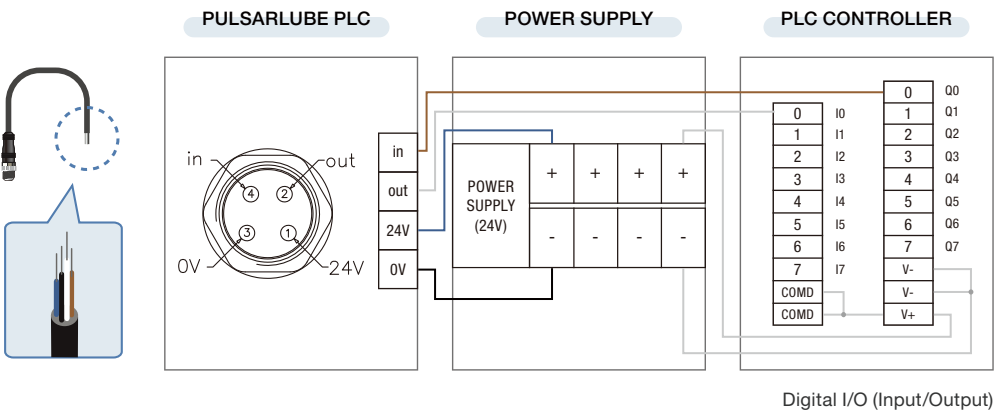 PULSARLUBE PLC
POWER SUPPLY
PLC CONTROLLER
in
out
④
②
③
①
0V
24V
in
out
24V
0V
POWER
SUPPLY
(24V)
+ + + +
- - - -
0 I0
1 I1
2 I2
3 I3
4 I4
5 I5
6 I6
7 I7
COMD
COMD
0 Q0
1 Q1
2 Q2
3 Q3
4 Q4
5 Q5
6 Q6
7 Q7
V-
V-
V+
Digital I/O (Input/Output)